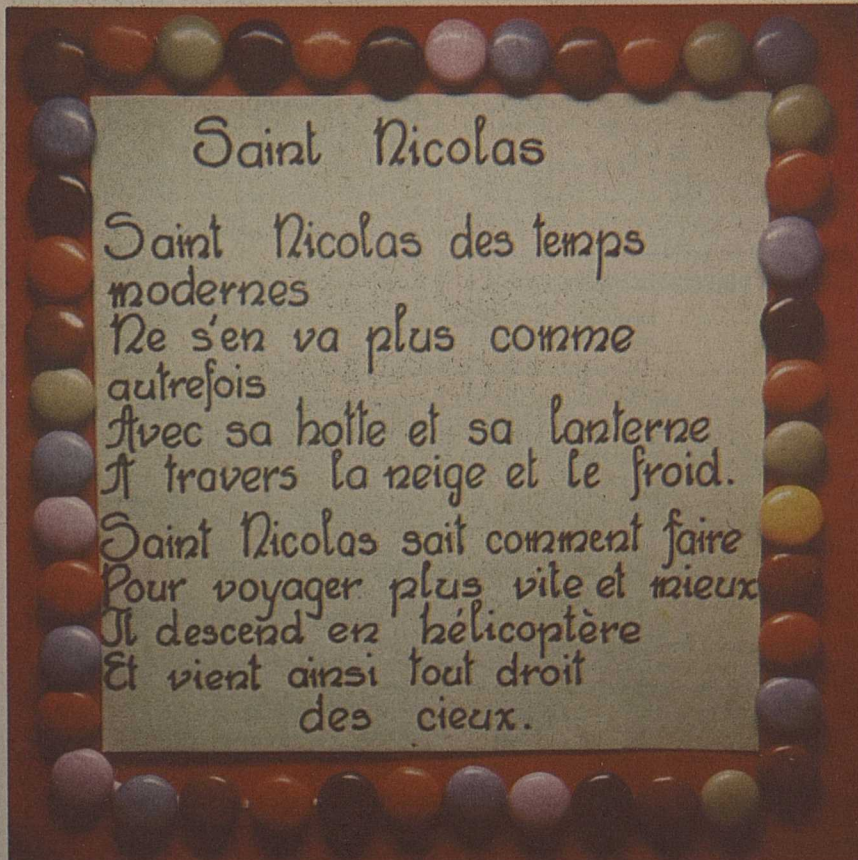 Saint Nicolas
Saint Nicolas des temps
modernes
Ne s'en va plus comme
autrefois
Avec sa hotte et sa lanterne
A travers la neige et le froid.
Saint Nicolas sait comment faire
Pour voyager plus vite et mieux
Il descend en hélicoptère
Et vient ainsi tout droit
des cieux.